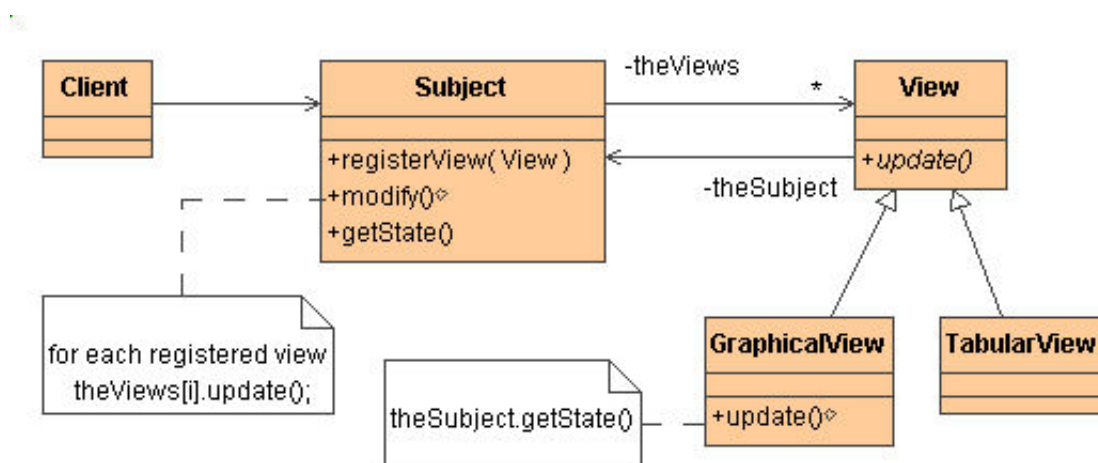 Client
Subject
+registerView( View )
+modify()
+getState()
-theViews
*
View
+update()
-theSubject
for each registered view
theViews[i].update();
theSubject.getState()
GraphicalView
+update()
TabularView